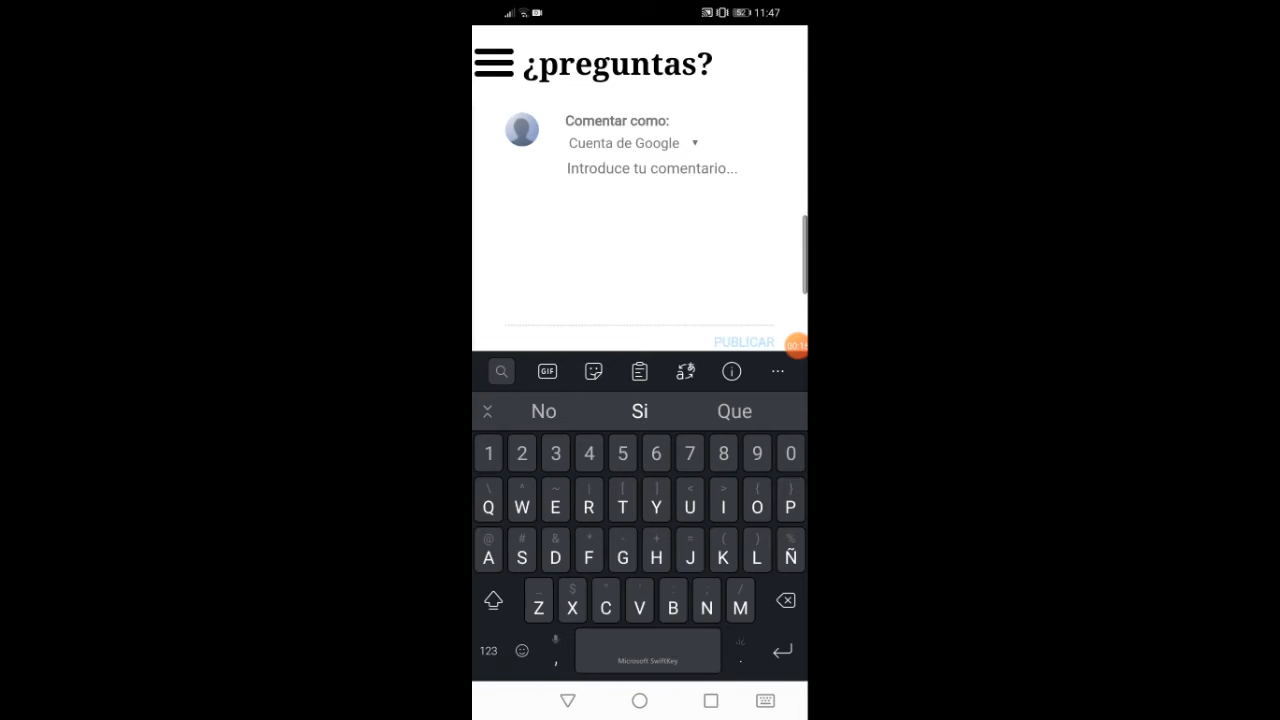 11:47
¿preguntas?
Comentar como:
Cuenta de Google ▼
Introduce tu comentario...
PUBLICAR
GIF
No Si Que
1 2 3 4 5 6 7 8 9 0
\ ^ ~ | [ ] < > { }
Q W E R T Y U I O P
@ # & * - + = ( ) %
A S D F G H J K L Ñ
Z X C V B N M
123 , Microsoft SwiftKey .